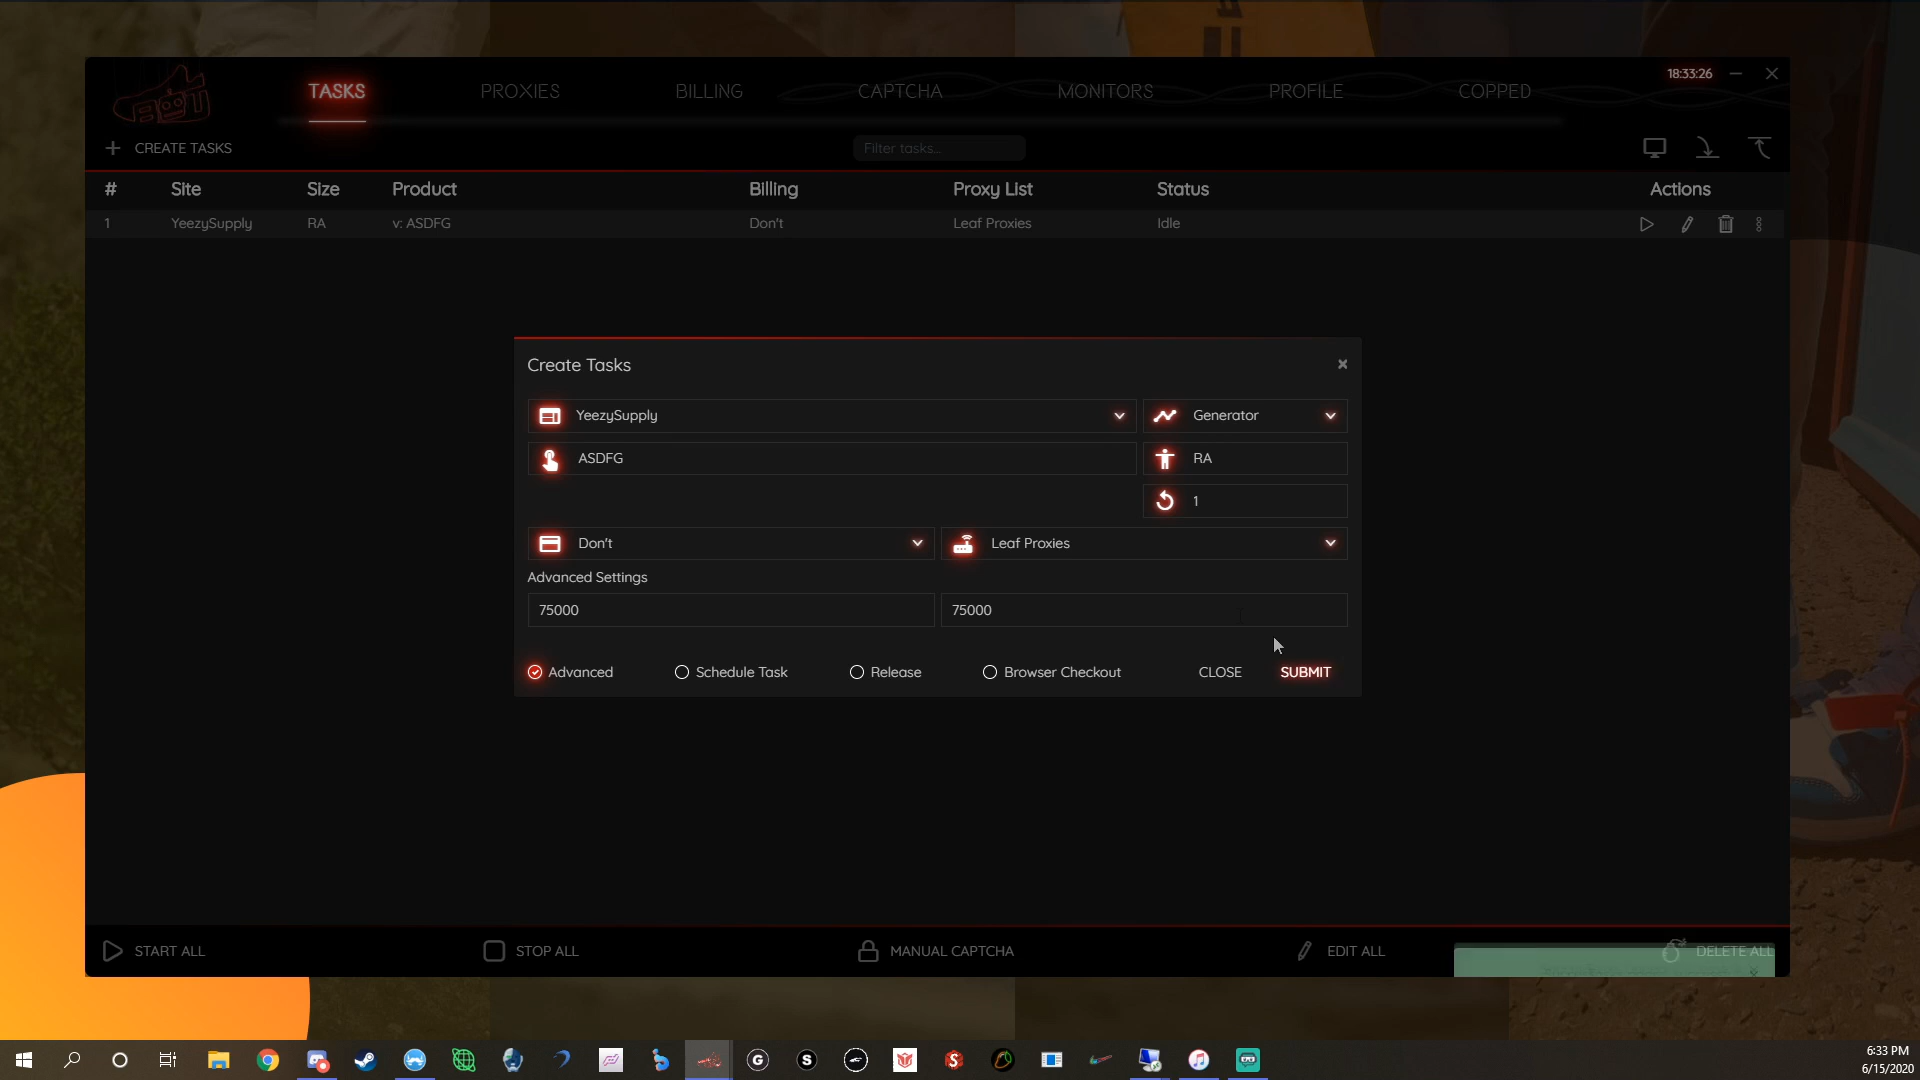 TASKS PROXIES BILLING CAPTCHA MONITORS PROFILE COPPED 18:33:26
CREATE TASKS Filter tasks...
# Site Size Product Billing Proxy List Status Actions
1 YeezySupply RA v: ASDFG Don't Leaf Proxies Idle
Create Tasks
YeezySupply Generator
ASDFG RA
1
Don't Leaf Proxies
Advanced Settings
75000 75000
Advanced Schedule Task Release Browser Checkout CLOSE SUBMIT
START ALL STOP ALL MANUAL CAPTCHA EDIT ALL DELETE ALL
6:33 PM
6/15/2020